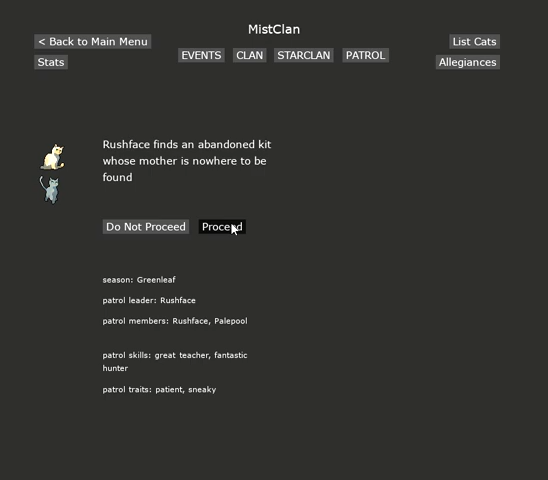 MistClan
< Back to Main Menu
List Cats
EVENTS
CLAN
STARCLAN
PATROL
Stats
Allegiances
Rushface finds an abandoned kit
whose mother is nowhere to be
found
Do Not Proceed
Proceed
season: Greenleaf
patrol leader: Rushface
patrol members: Rushface, Palepool
patrol skills: great teacher, fantastic
hunter
patrol traits: patient, sneaky